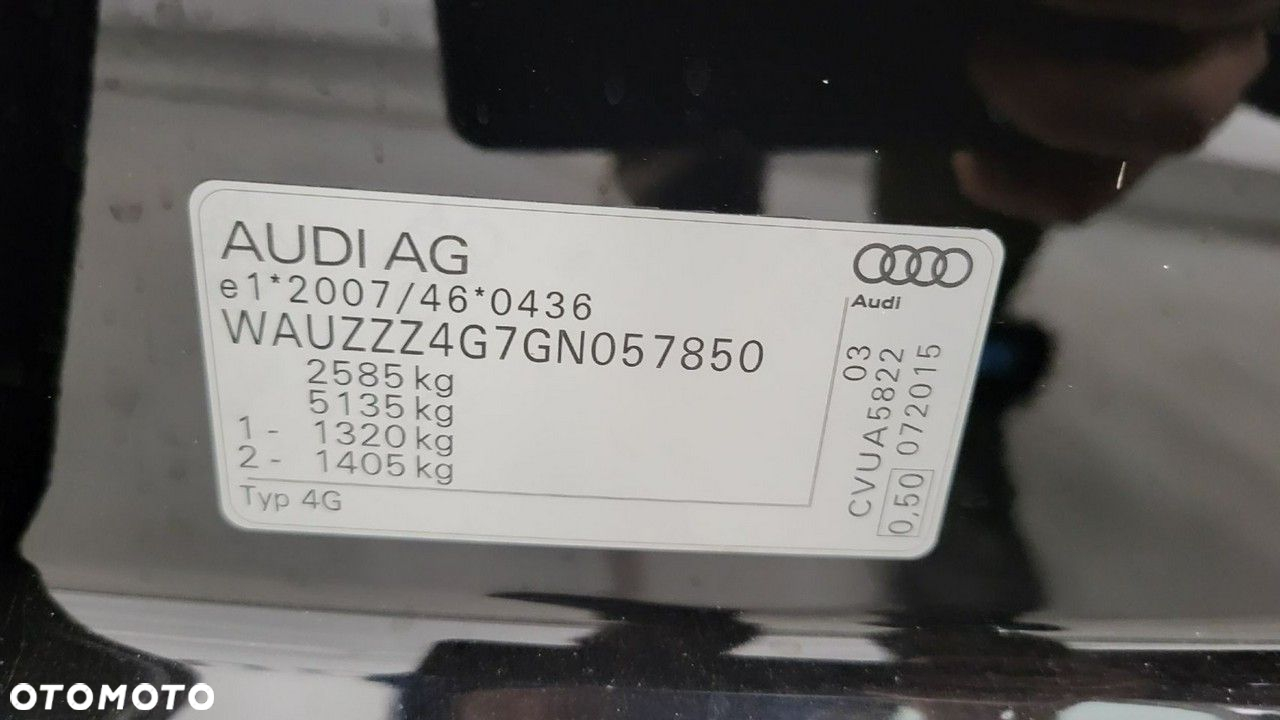 AUDI AG
e1*2007/46*0436
WAUZZZ4G7GN057850
2585 kg
5135 kg
1 - 1320 kg
2 - 1405 kg
Typ 4G
Audi
03
CVUA5822
0,50 072015
OTOMOTO